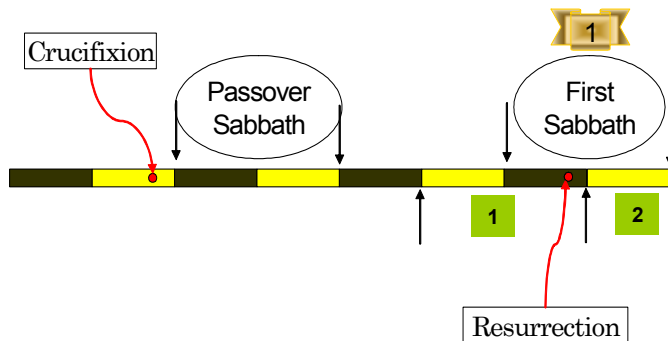 1
Crucifixion
Passover
Sabbath
First
Sabbath
1
2
Resurrection